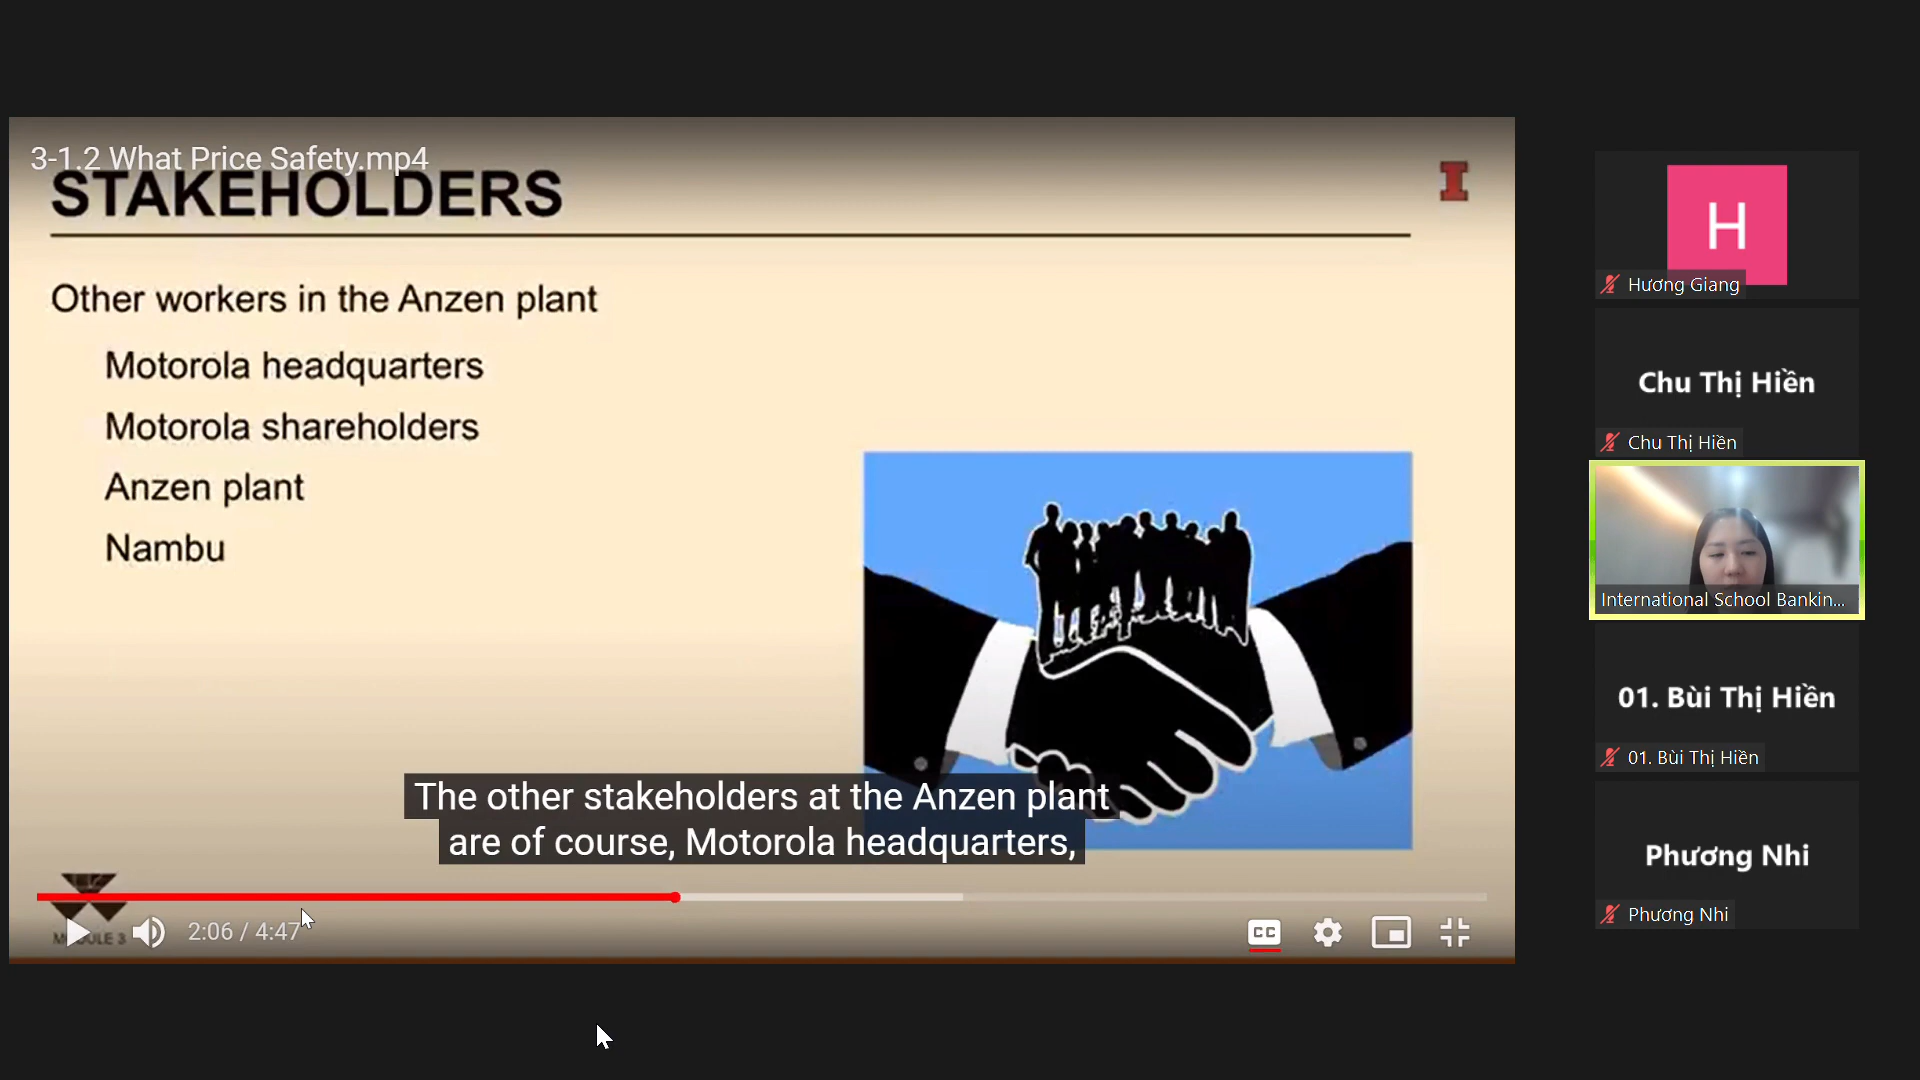 3-1.2 What Price Safety.mp4
STAKEHOLDERS
I
Other workers in the Anzen plant
Motorola headquarters
Motorola shareholders
Anzen plant
Nambu
The other stakeholders at the Anzen plant
are of course, Motorola headquarters,
MODULE 3
2:06 / 4:47
CC
H
Hương Giang
Chu Thị Hiền
Chu Thị Hiền
International School Bankin...
01. Bùi Thị Hiền
01. Bùi Thị Hiền
Phương Nhi
Phương Nhi